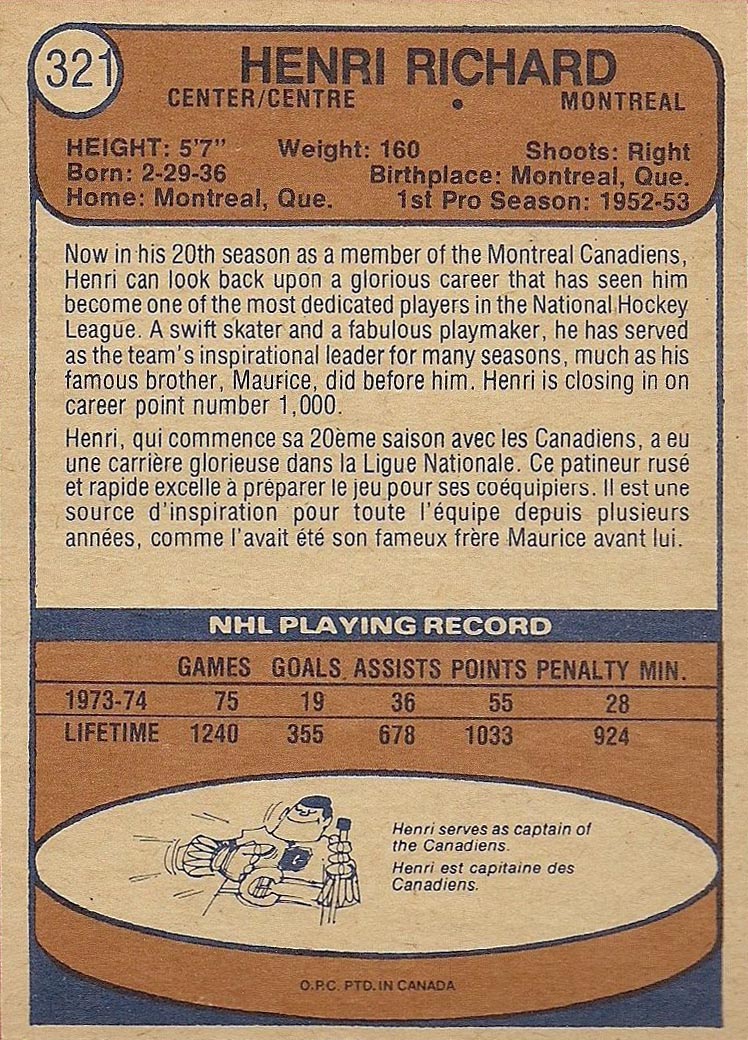 321
HENRI RICHARD
CENTER/CENTRE • MONTREAL
HEIGHT: 5'7" Weight: 160 Shoots: Right
Born: 2-29-36 Birthplace: Montreal, Que.
Home: Montreal, Que. 1st Pro Season: 1952-53
Now in his 20th season as a member of the Montreal Canadiens,
Henri can look back upon a glorious career that has seen him
become one of the most dedicated players in the National Hockey
League. A swift skater and a fabulous playmaker, he has served
as the team's inspirational leader for many seasons, much as his
famous brother, Maurice, did before him. Henri is closing in on
career point number 1,000.
Henri, qui commence sa 20ème saison avec les Canadiens, a eu
une carrière glorieuse dans la Ligue Nationale. Ce patineur rusé
et rapide excelle à préparer le jeu pour ses coéquipiers. Il est une
source d'inspiration pour toute l'équipe depuis plusieurs
années, comme l'avait été son fameux frère Maurice avant lui.
NHL PLAYING RECORD
GAMES GOALS ASSISTS POINTS PENALTY MIN.
1973-74 75 19 36 55 28
LIFETIME 1240 355 678 1033 924
Henri serves as captain of
the Canadiens.
Henri est capitaine des
Canadiens.
O.P.C. PTD. IN CANADA